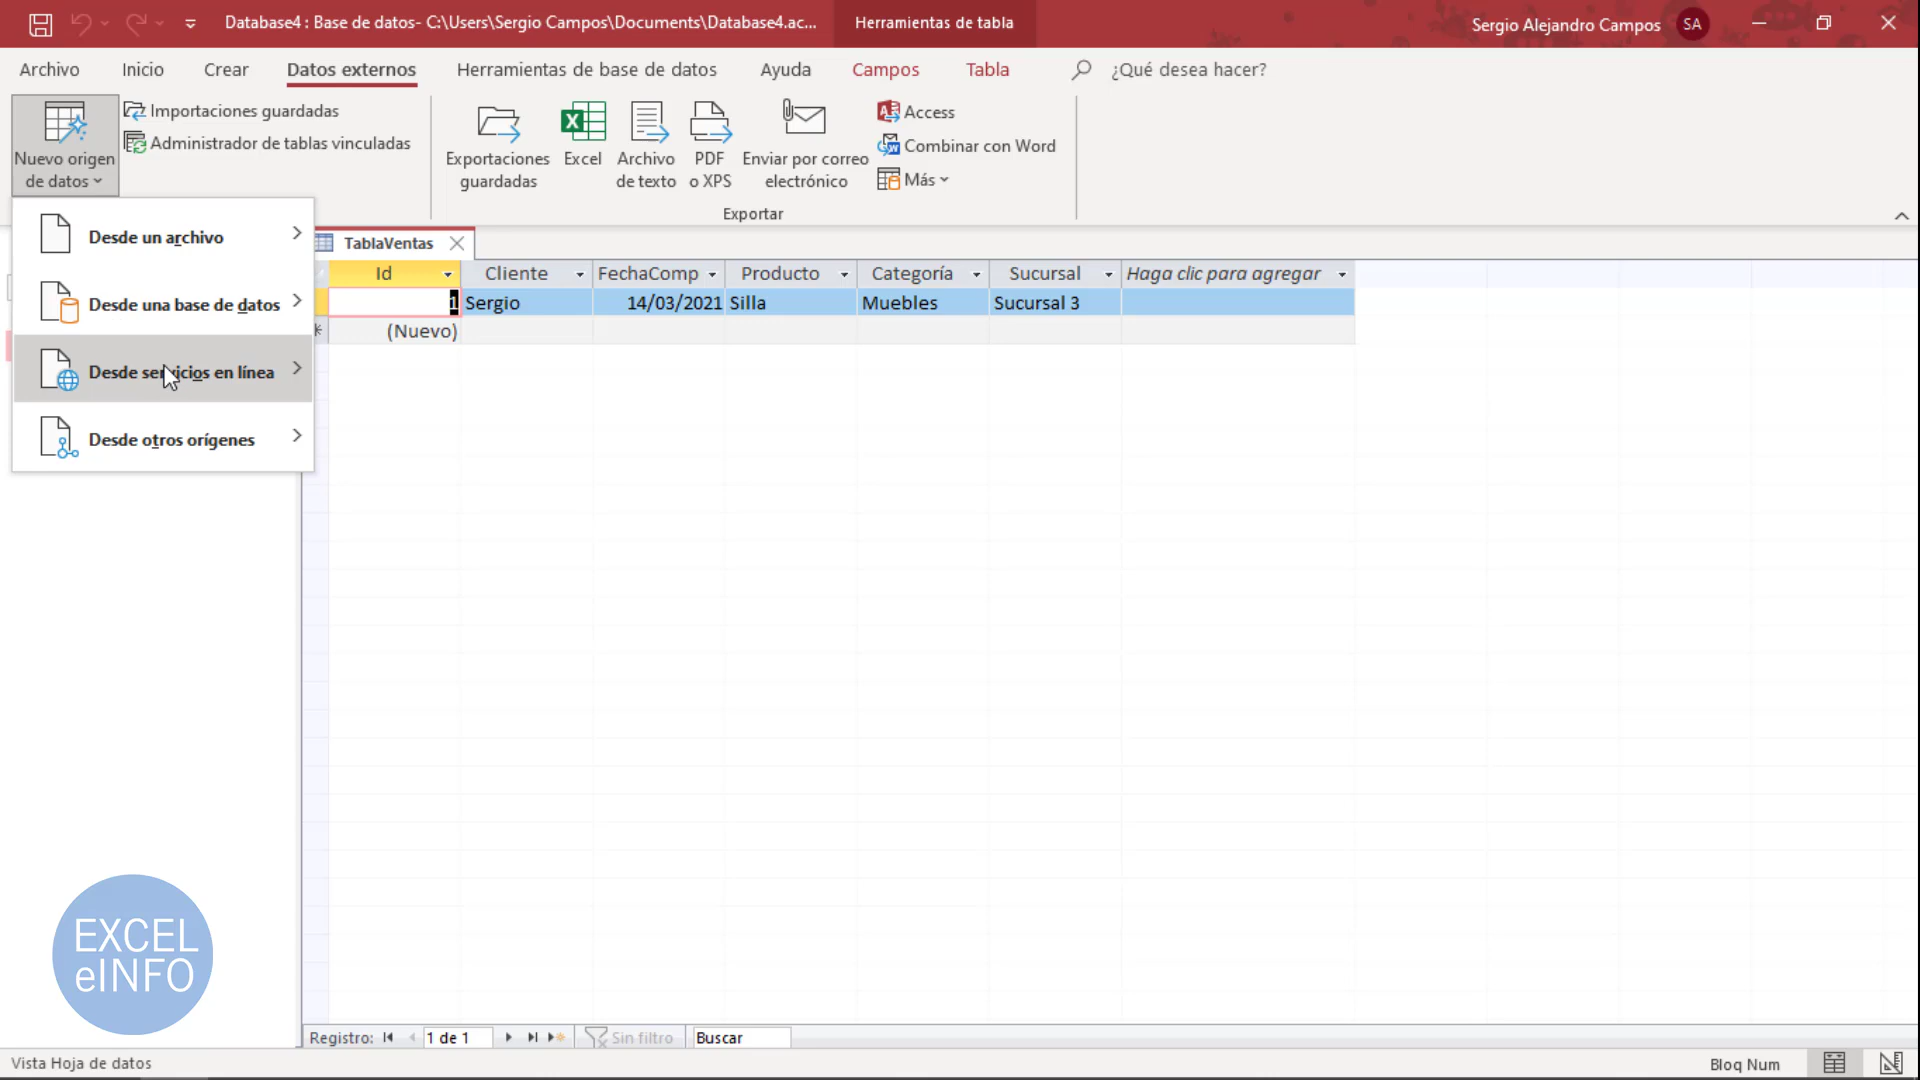 Database4 : Base de datos- C:\Users\Sergio Campos\Documents\Database4.ac...
Herramientas de tabla
Sergio Alejandro Campos
SA
Archivo
Inicio
Crear
Datos externos
Herramientas de base de datos
Ayuda
Campos
Tabla
¿Qué desea hacer?
Nuevo origen
de datos
Importaciones guardadas
Administrador de tablas vinculadas
Exportaciones
guardadas
Excel
Archivo
de texto
PDF
o XPS
Enviar por correo
electrónico
Access
Combinar con Word
Más
Exportar
Desde un archivo
Desde una base de datos
Desde servicios en línea
Desde otros orígenes
TablaVentas
Id Cliente FechaComp Producto Categoría Sucursal Haga clic para agregar
1 Sergio 14/03/2021 Silla Muebles Sucursal 3
* (Nuevo)
EXCEL
eINFO
Registro: 1 de 1 Sin filtro Buscar
Vista Hoja de datos
Bloq Num